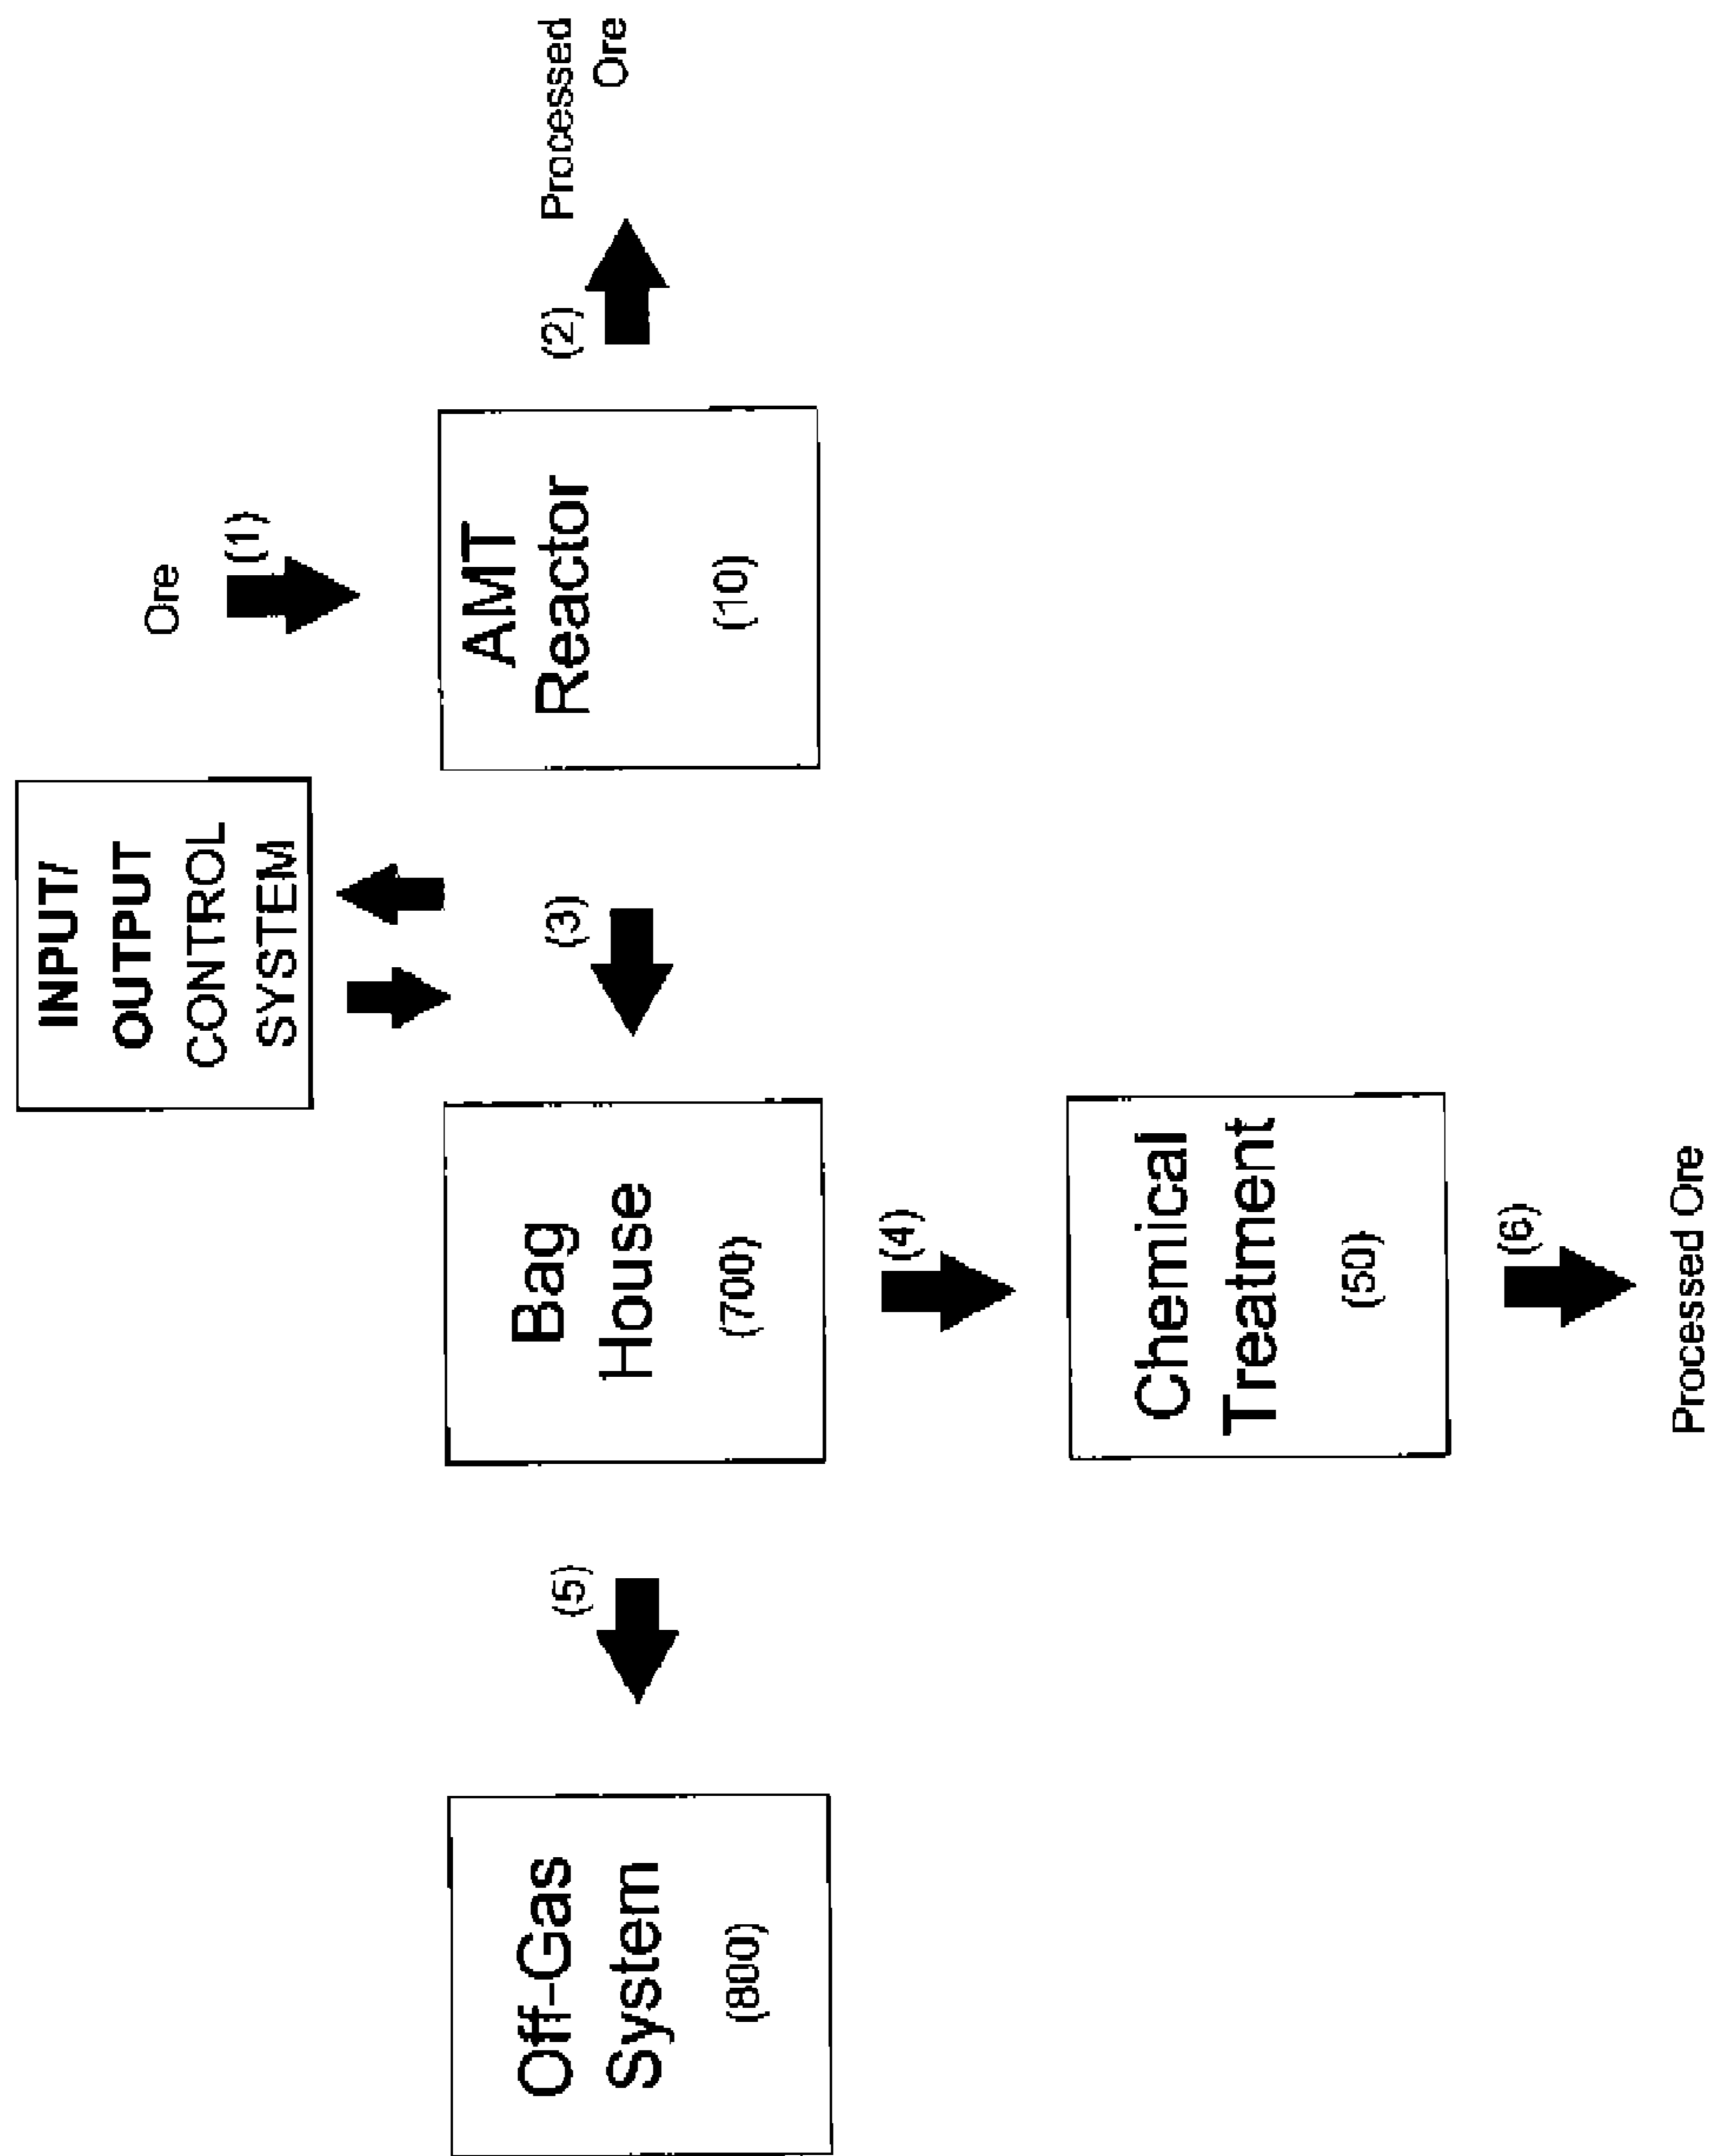 INPUT/
OUTPUT
CONTROL
SYSTEM
Ore
(1)
Off-Gas
System
(800)
(5)
Bag
House
(700)
(3)
AMT
Reactor
(10)
(2)
Processed
Ore
(4)
Chemical
Treatment
(50)
(6)
Processed Ore